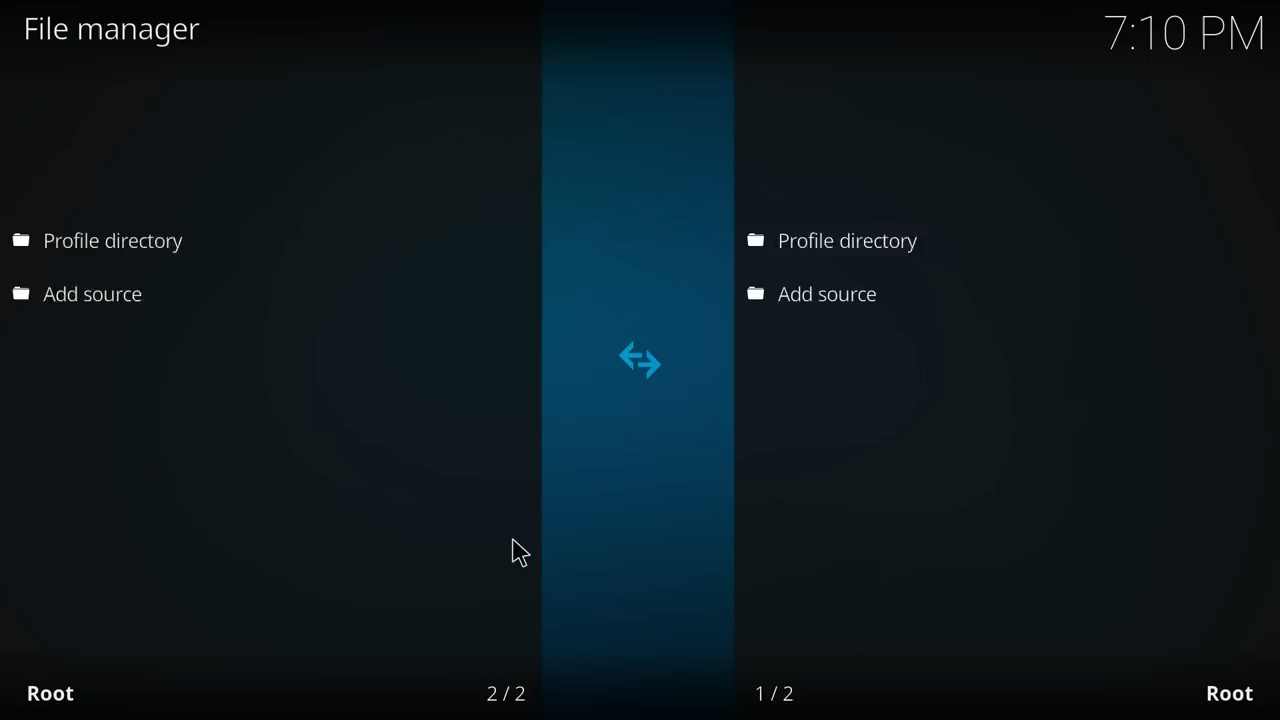 File manager
7:10 PM
Profile directory
Add source
Profile directory
Add source
Root
2 / 2
1 / 2
Root